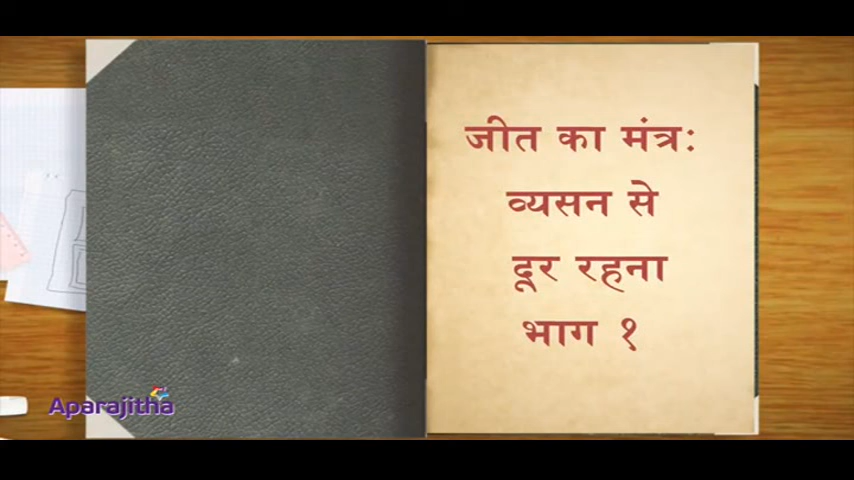 जीत का मंत्र:
व्यसन से
दूर रहना
भाग १
Aparajitha